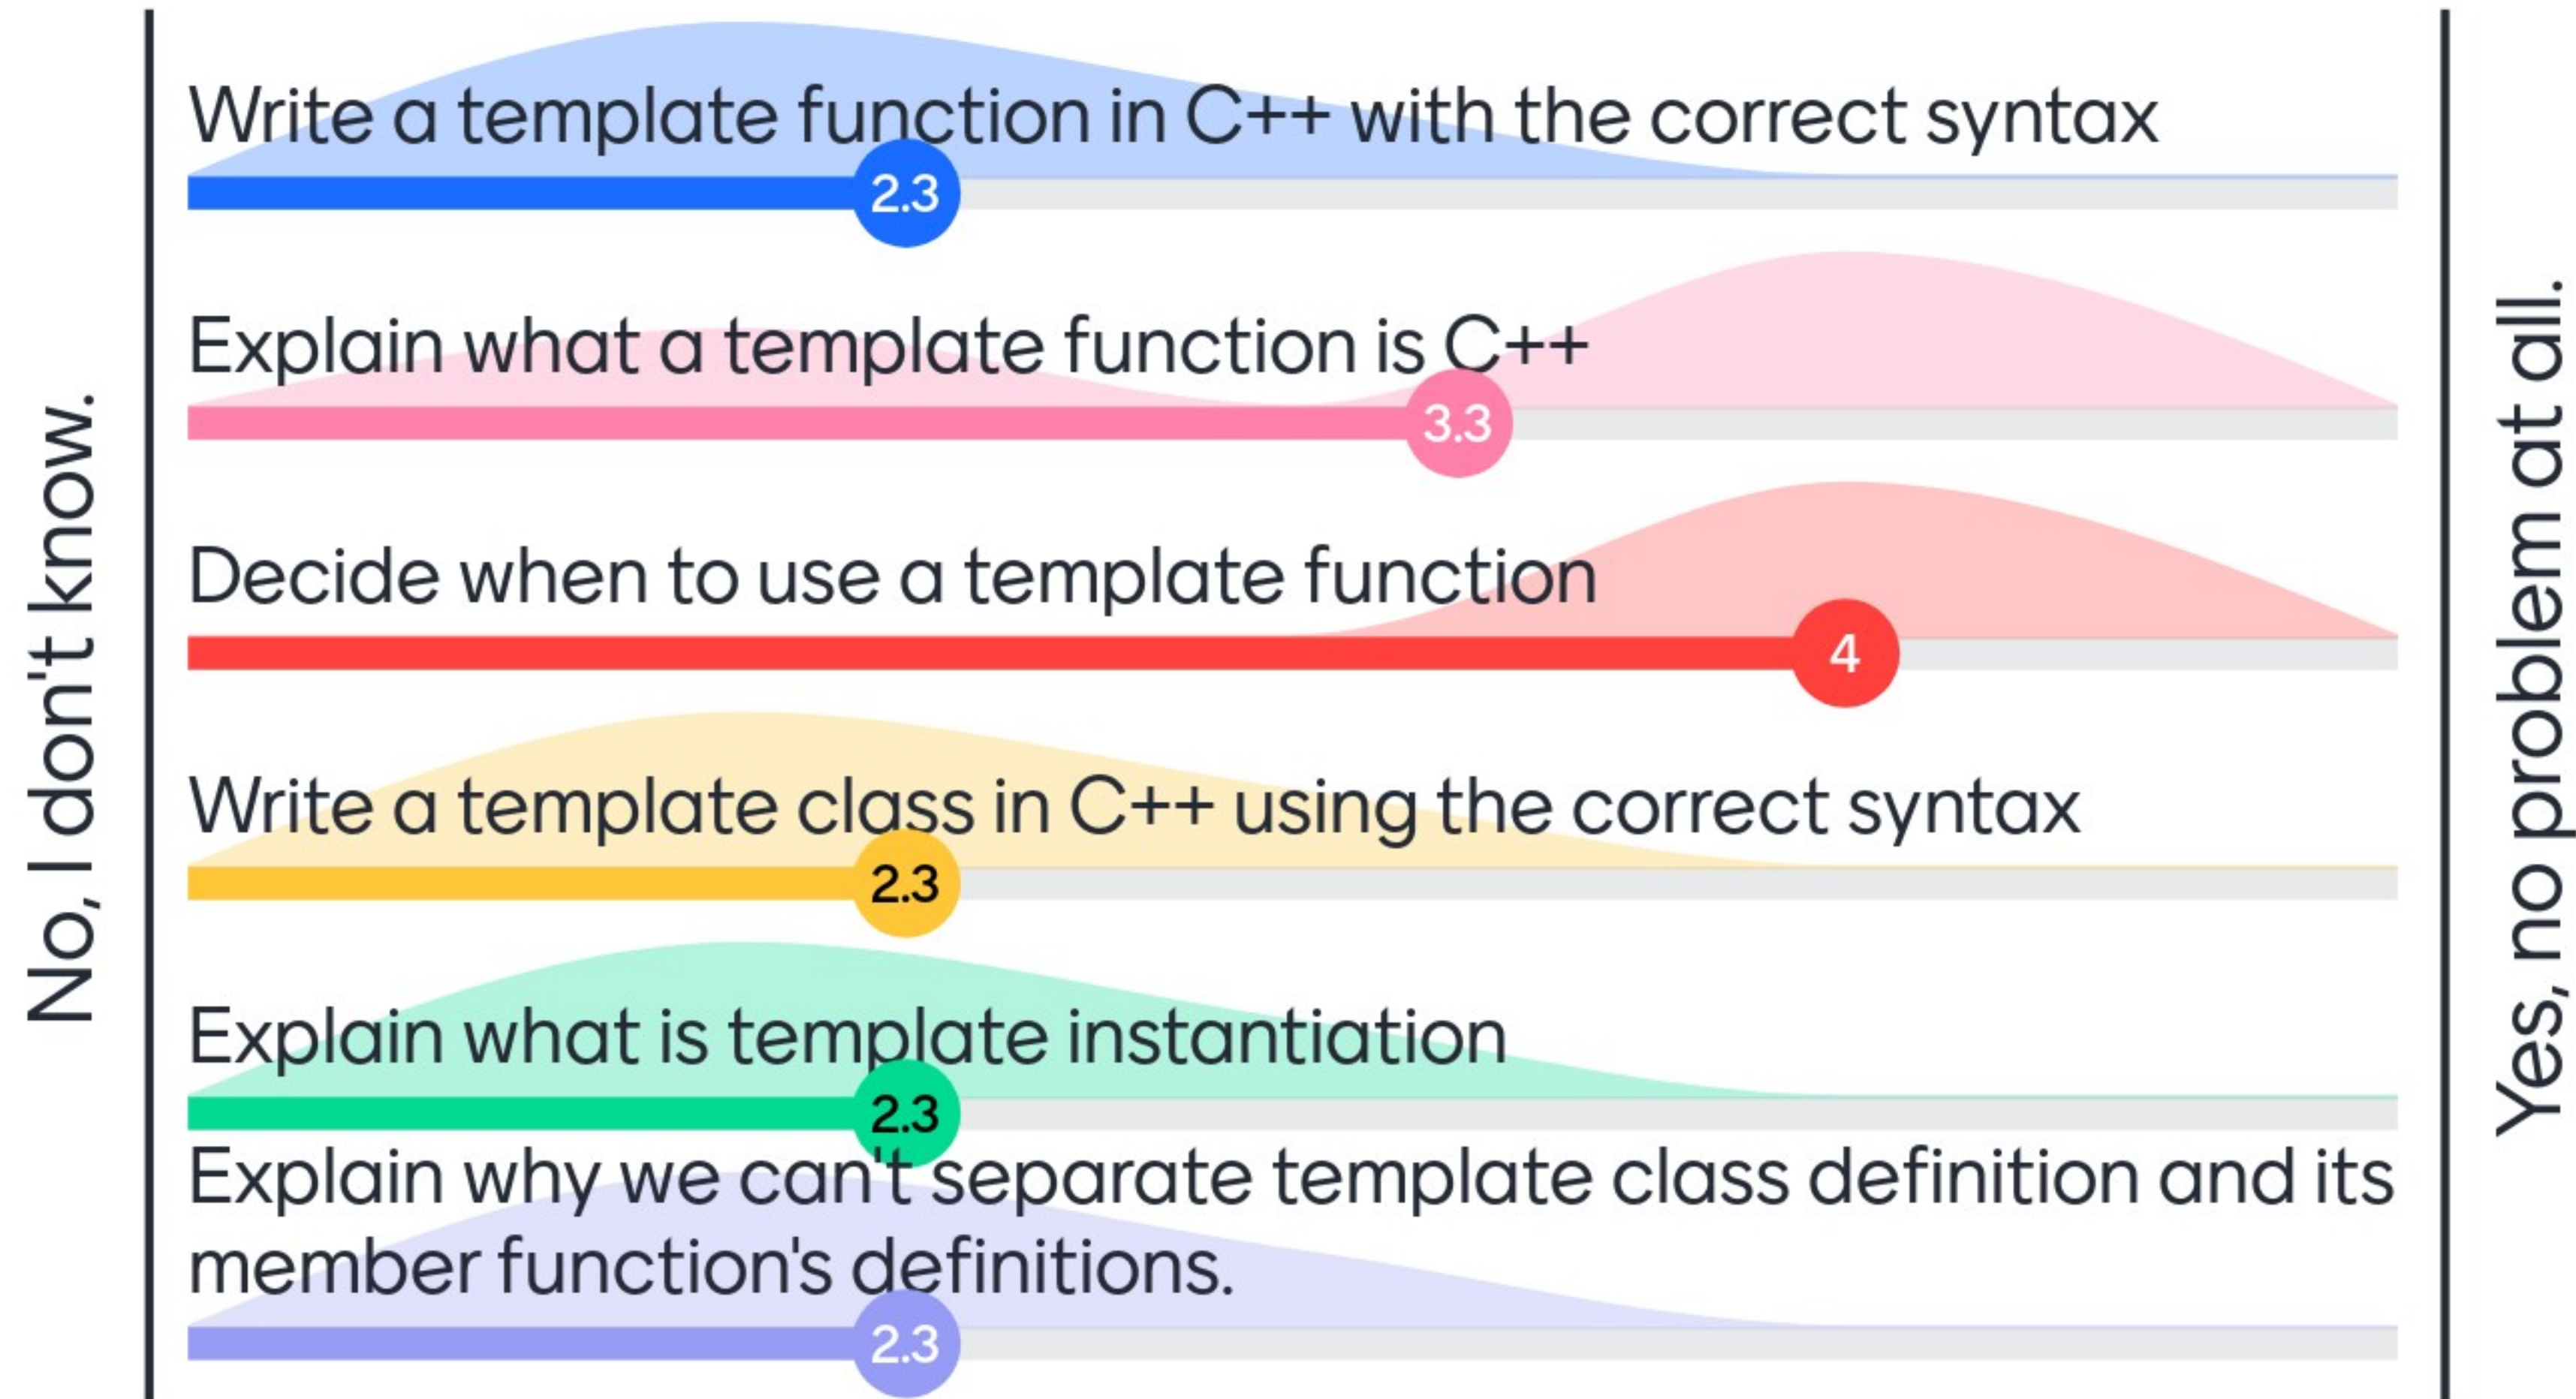 No, I don't know.
Write a template function in C++ with the correct syntax
2.3
Explain what a template function is C++
3.3
Decide when to use a template function
4
Write a template class in C++ using the correct syntax
2.3
Explain what is template instantiation
2.3
Explain why we can't separate template class definition and its
member function's definitions.
2.3
Yes, no problem at all.